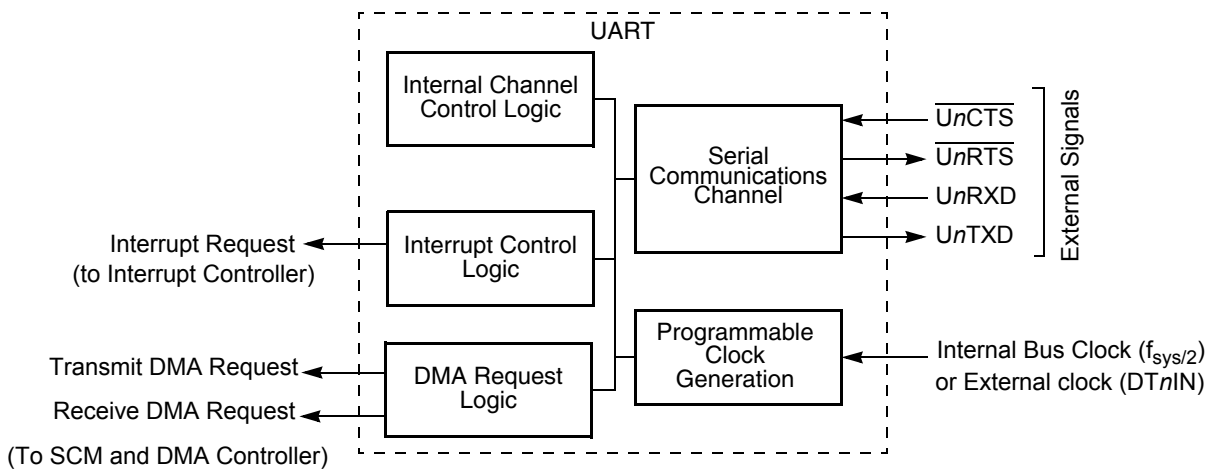 UART
Internal Channel
Control Logic
Serial
Communications
Channel
UnCTS
UnRTS
UnRXD
UnTXD
External Signals
Interrupt Request
(to Interrupt Controller)
Interrupt Control
Logic
Programmable
Clock
Generation
Internal Bus Clock (fsys/2)
or External clock (DTnIN)
Transmit DMA Request
Receive DMA Request
(To SCM and DMA Controller)
DMA Request
Logic